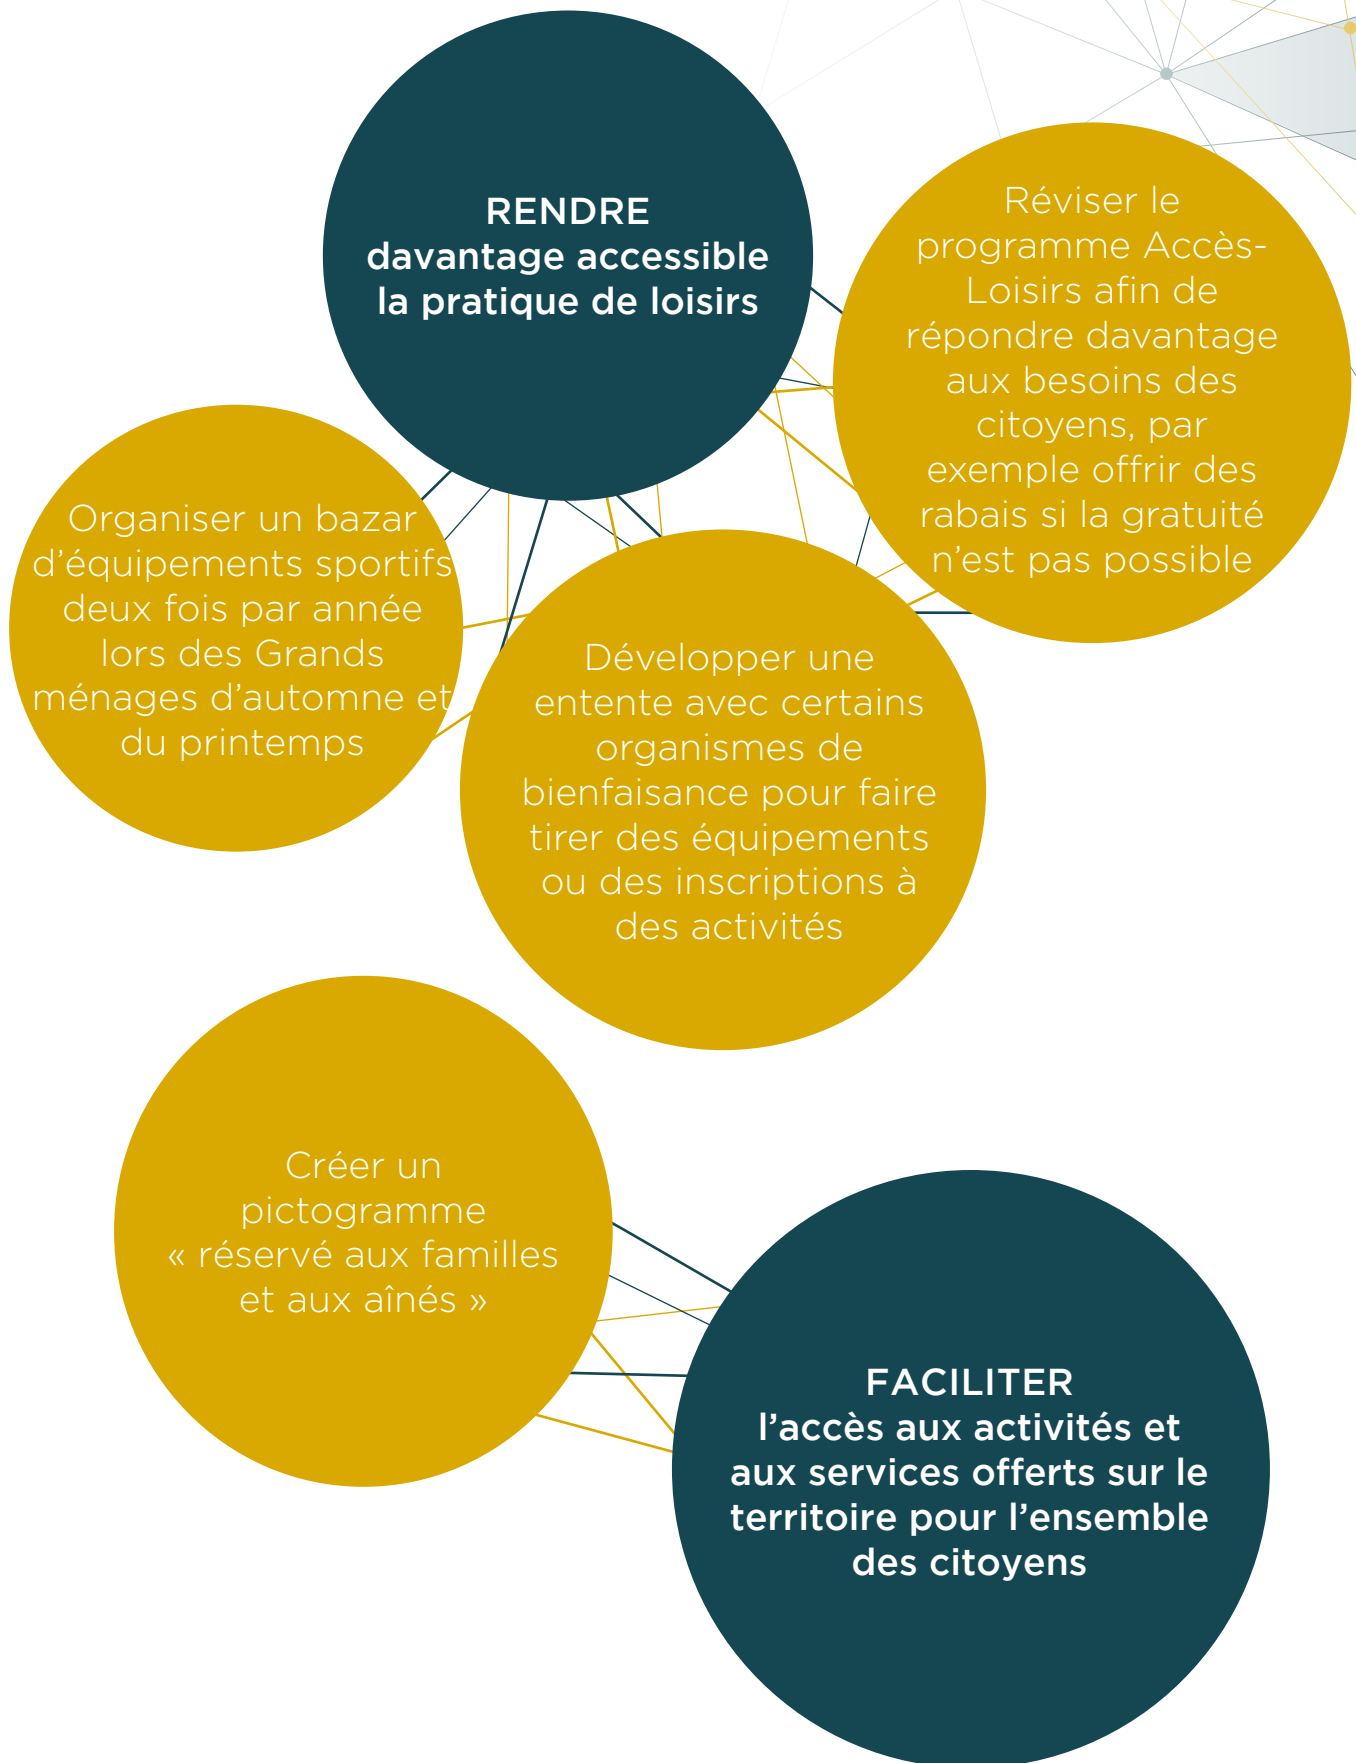 RENDRE
davantage accessible
la pratique de loisirs
Réviser le
programme Accès-
Loisirs afin de
répondre davantage
aux besoins des
citoyens, par
exemple offrir des
rabais si la gratuité
n’est pas possible
Organiser un bazar
d’équipements sportifs
deux fois par année
lors des Grands
ménages d’automne et
du printemps
Développer une
entente avec certains
organismes de
bienfaisance pour faire
tirer des équipements
ou des inscriptions à
des activités
Créer un
pictogramme
« réservé aux familles
et aux aînés »
FACILITER
l’accès aux activités et
aux services offerts sur le
territoire pour l’ensemble
des citoyens